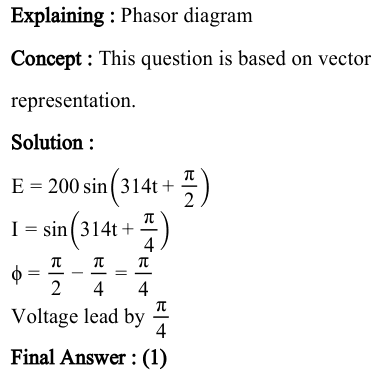 Explaining : Phasor diagram
Concept : This question is based on vector
representation.
Solution :
E = 200 sin(314t + π/2)
I = sin(314t + π/4)
ϕ = π/2 − π/4 = π/4
Voltage lead by π/4
Final Answer : (1)